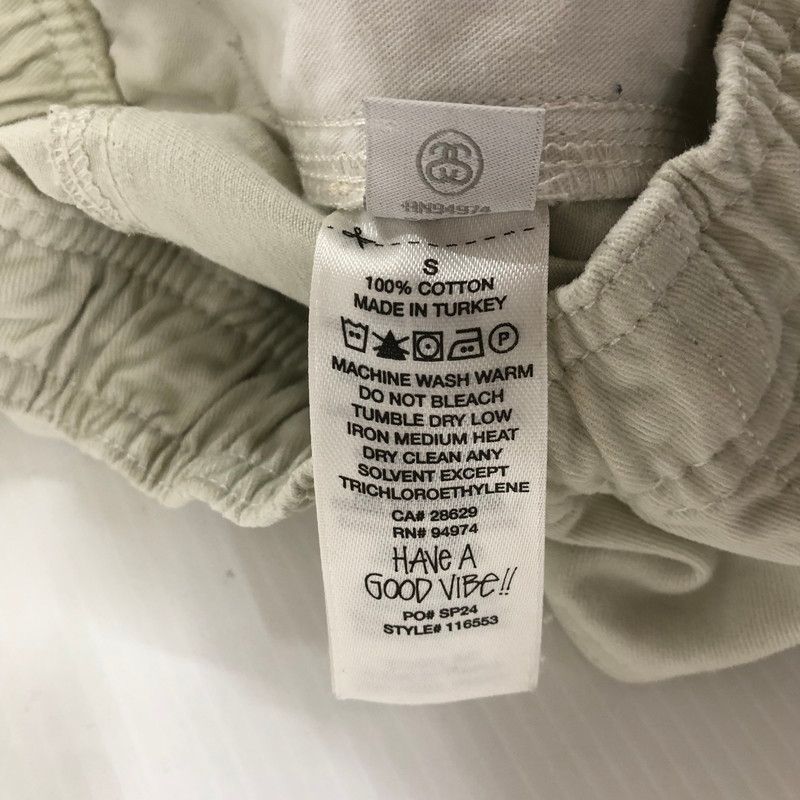 RN94974
S
100% COTTON
MADE IN TURKEY
P
MACHINE WASH WARM
DO NOT BLEACH
TUMBLE DRY LOW
IRON MEDIUM HEAT
DRY CLEAN ANY
SOLVENT EXCEPT
TRICHLOROETHYLENE
CA# 28629
RN# 94974
HAVE A
GOOD VIBE!!
PO# SP24
STYLE# 116553